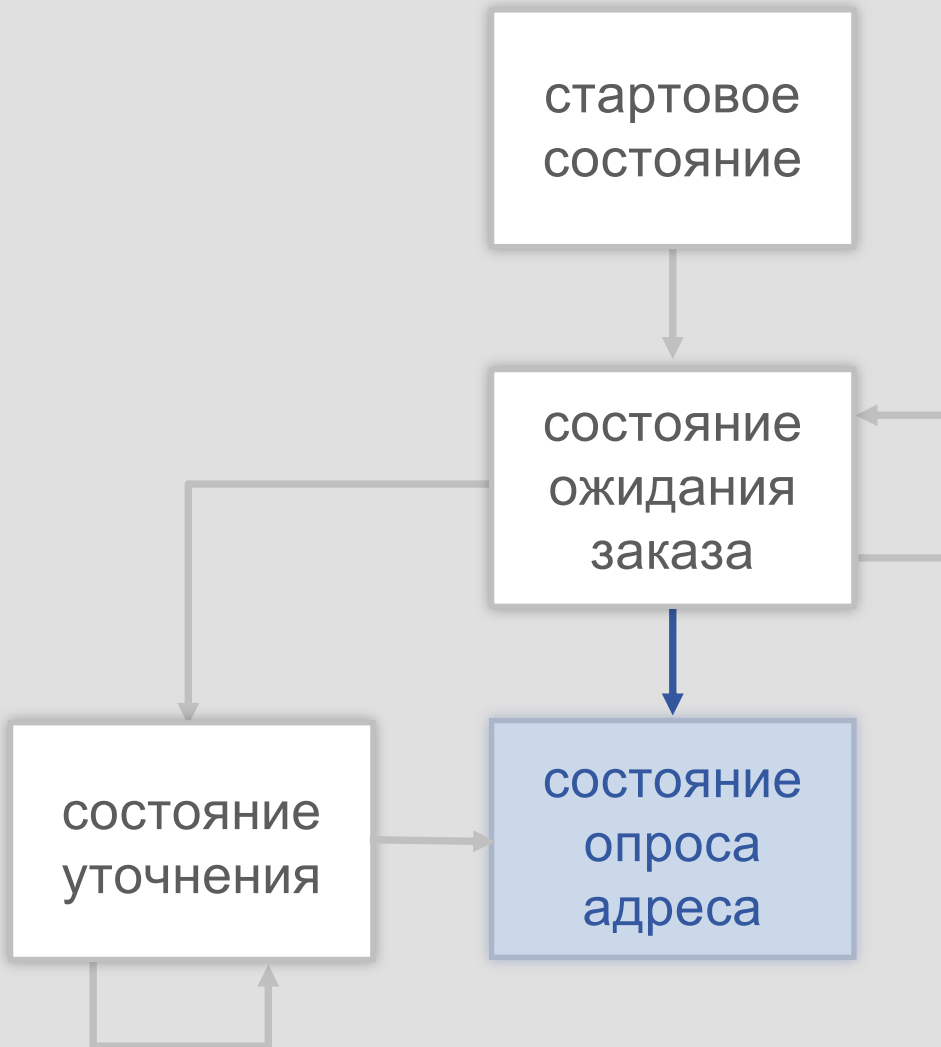 стартовое
состояние
состояние
ожидания
заказа
состояние
уточнения
состояние
опроса
адреса